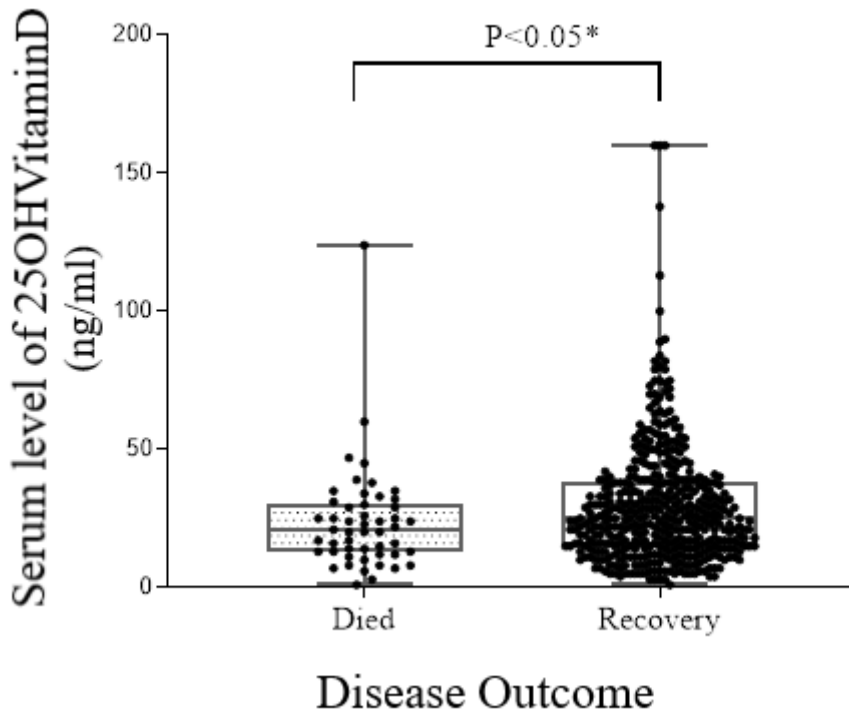 Serum level of 25OHVitaminD
(ng/ml)
200
150
100
50
0
P<0.05*
Died
Recovery
Disease Outcome